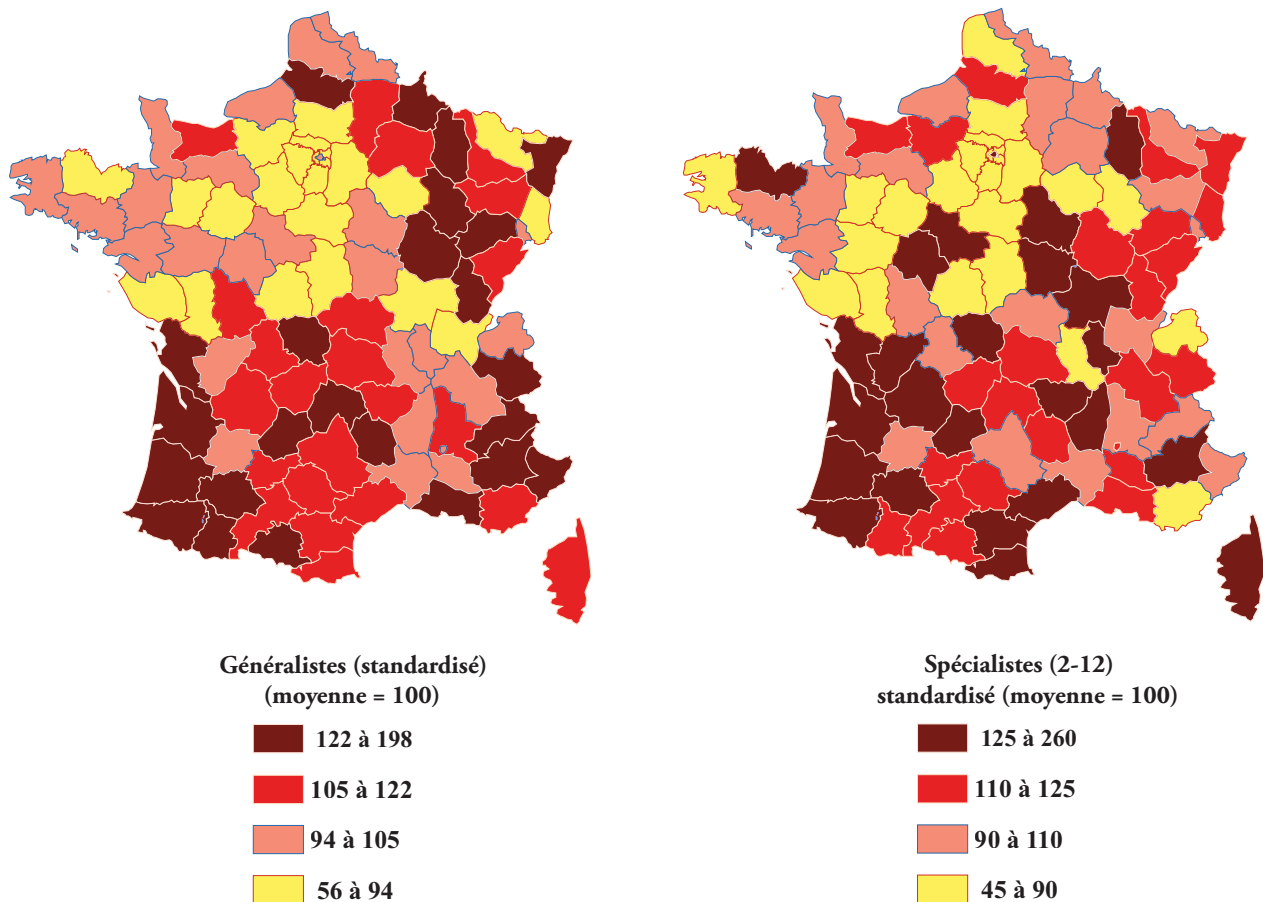 Généralistes (standardisé)
(moyenne = 100)
122 à 198
105 à 122
94 à 105
56 à 94
Spécialistes (2-12)
standardisé (moyenne = 100)
125 à 260
110 à 125
90 à 110
45 à 90